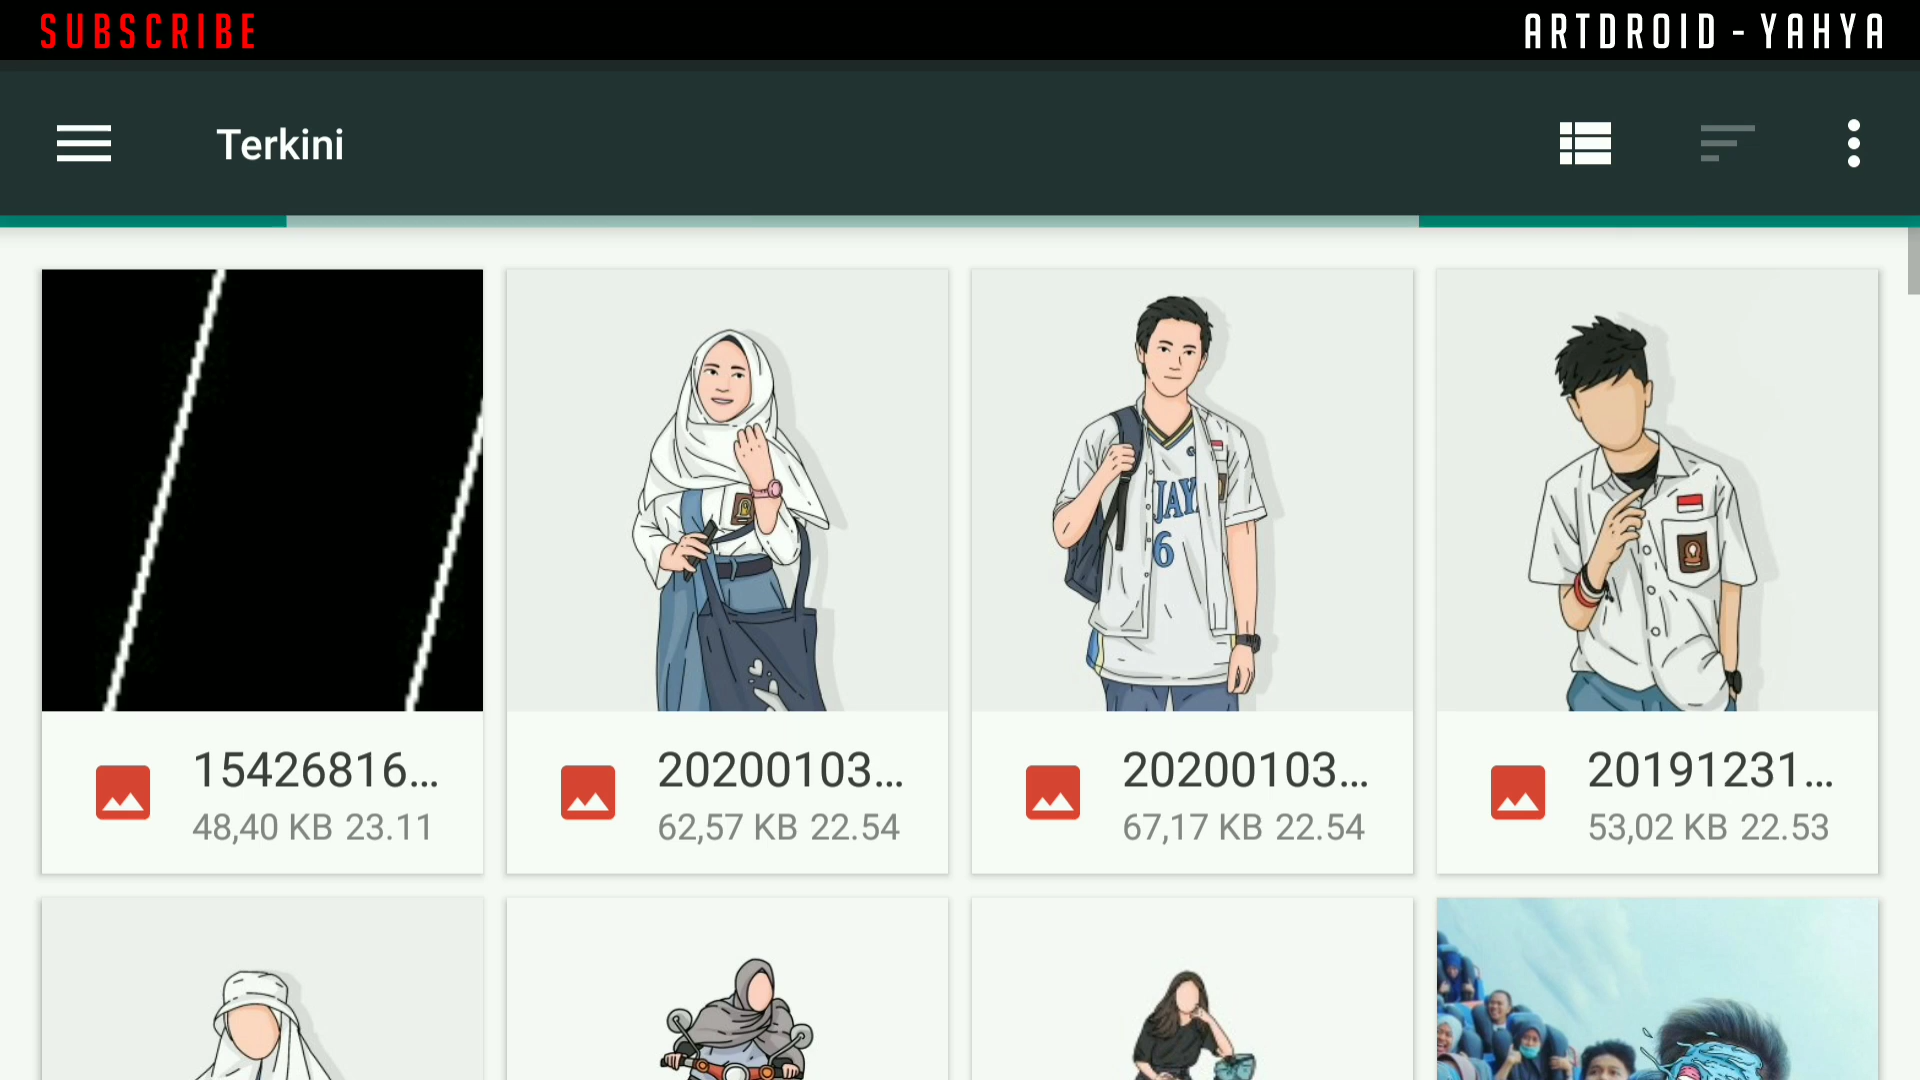 SUBSCRIBE
ARTDROID - YAHYA
Terkini
15426816...
48,40 KB 23.11
20200103...
62,57 KB 22.54
20200103...
67,17 KB 22.54
20191231...
53,02 KB 22.53
JAY
6